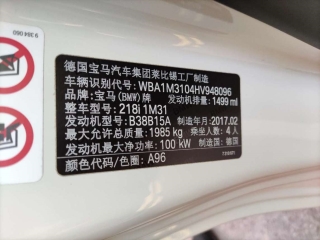 德国宝马汽车集团莱比锡工厂制造
车辆识别代号: WBA1M3104HV948096
品牌: 宝马(BMW)牌 发动机排量: 1499 ml
整车型号: 218i 1M31
发动机型号: B38B15A 制造年月: 2017.02
最大允许总质量: 1985 kg 乘坐人数: 4人
发动机最大净功率: 100 kW 制造国: 德国
颜色代码/色圈: A96